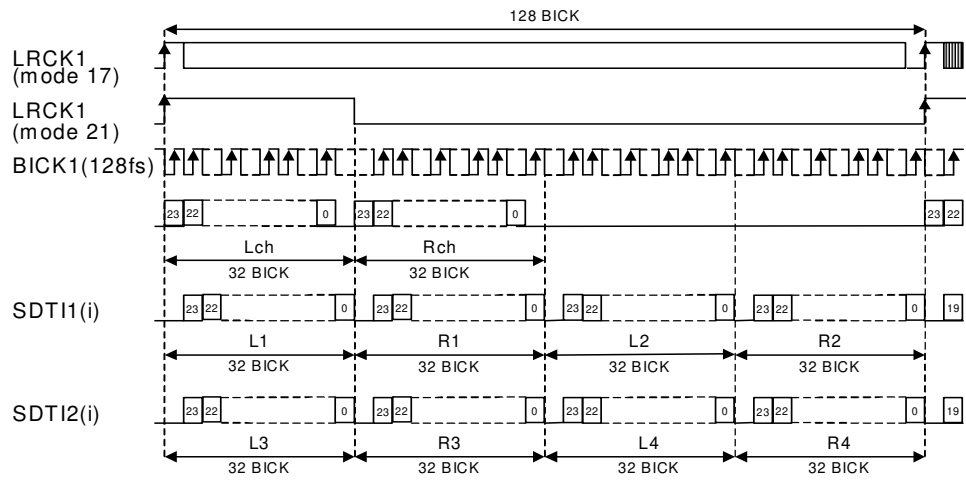 128 BICK
LRCK1
(mode 17)
LRCK1
(mode 21)
BICK1(128fs)
23 22 0 23 22 0 23 22
Lch Rch
32 BICK 32 BICK
SDTI1(i)
23 22 0 23 22 0 23 22 0 23 22 0 19
L1 R1 L2 R2
32 BICK 32 BICK 32 BICK 32 BICK
SDTI2(i)
23 22 0 23 22 0 23 22 0 23 22 0 19
L3 R3 L4 R4
32 BICK 32 BICK 32 BICK 32 BICK